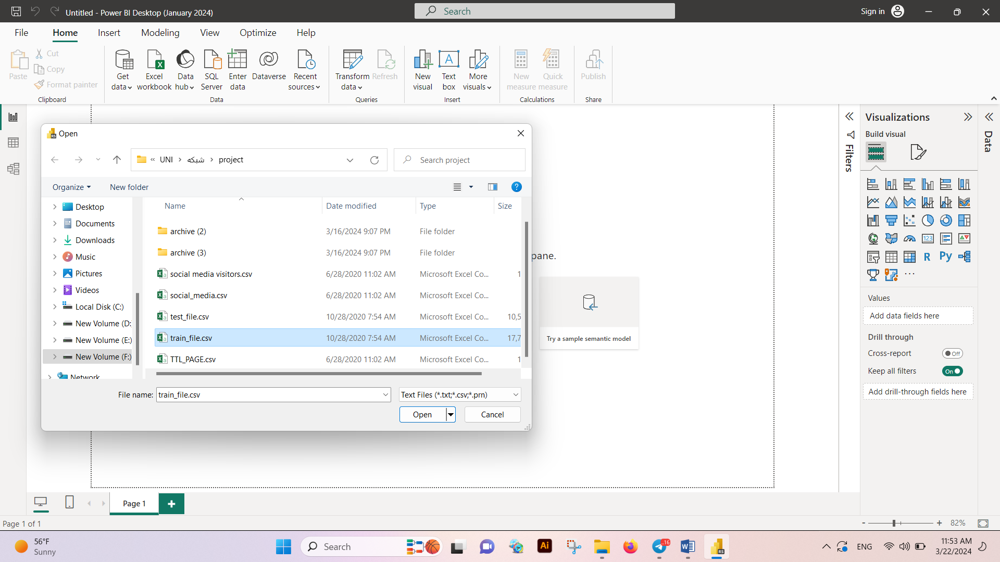 Untitled - Power BI Desktop (January 2024)
Search
Sign in
File
Home
Insert
Modeling
View
Optimize
Help
Paste
Cut
Copy
Format painter
Clipboard
Get data
Excel workbook
Data hub
SQL Server
Enter data
Dataverse
Recent sources
Data
Transform data
Refresh
Queries
New visual
Text box
More visuals
Insert
New measure
Quick measure
Calculations
Publish
Share
Open
« UNI › شبکه › project
Search project
Organize
New folder
Desktop
Documents
Downloads
Music
Pictures
Videos
Local Disk (C:)
New Volume (D:
New Volume (E:)
New Volume (F:)
Network
Name Date modified Type Size
archive (2) 3/16/2024 9:07 PM File folder
archive (3) 3/16/2024 9:07 PM File folder
social media visitors.csv 6/28/2020 11:02 AM Microsoft Excel Co... 1
social_media.csv 6/28/2020 11:02 AM Microsoft Excel Co...
test_file.csv 10/28/2020 7:54 AM Microsoft Excel Co... 10,5
train_file.csv 10/28/2020 7:54 AM Microsoft Excel Co... 17,7
TTL_PAGE.csv 6/28/2020 11:02 AM Microsoft Excel Co... 1
File name: train_file.csv
Text Files (*.txt;*.csv;*.prn)
Open
Cancel
pane.
Try a sample semantic model
Filters
Visualizations
Build visual
123
R
Py
...
Values
Add data fields here
Drill through
Cross-report
Off
Keep all filters
On
Add drill-through fields here
Data
Page 1
Page 1 of 1
- + 82%
56°F
Sunny
Search
Ai
16
ENG
11:53 AM
3/22/2024